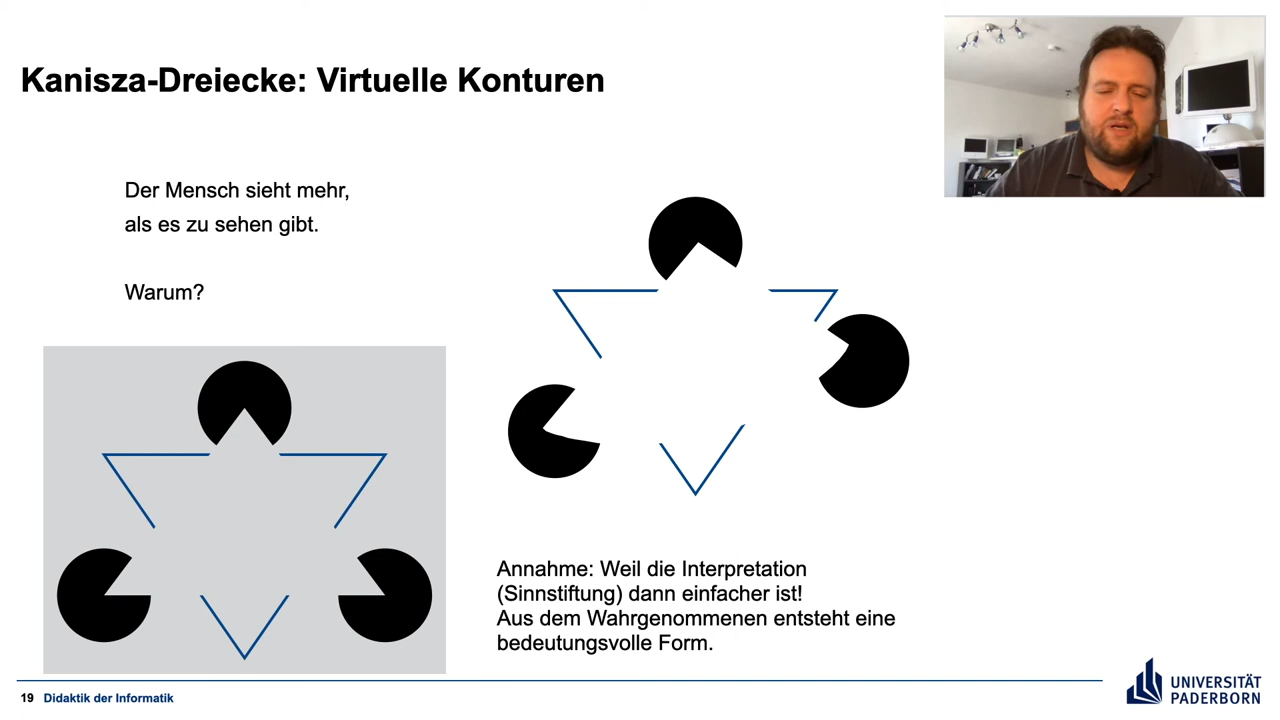 Kanisza-Dreiecke: Virtuelle Konturen
Der Mensch sieht mehr,
als es zu sehen gibt.
Warum?
Annahme: Weil die Interpretation
(Sinnstiftung) dann einfacher ist!
Aus dem Wahrgenommenen entsteht eine
bedeutungsvolle Form.
19 Didaktik der Informatik
UNIVERSITÄT
PADERBORN